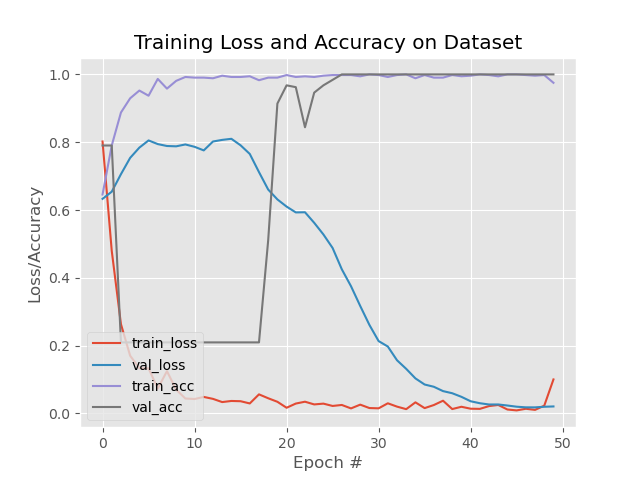 Training Loss and Accuracy on Dataset
Loss/Accuracy
1.0
0.8
0.6
0.4
0.2
0.0
train_loss
val_loss
train_acc
val_acc
0
10
20
30
40
50
Epoch #